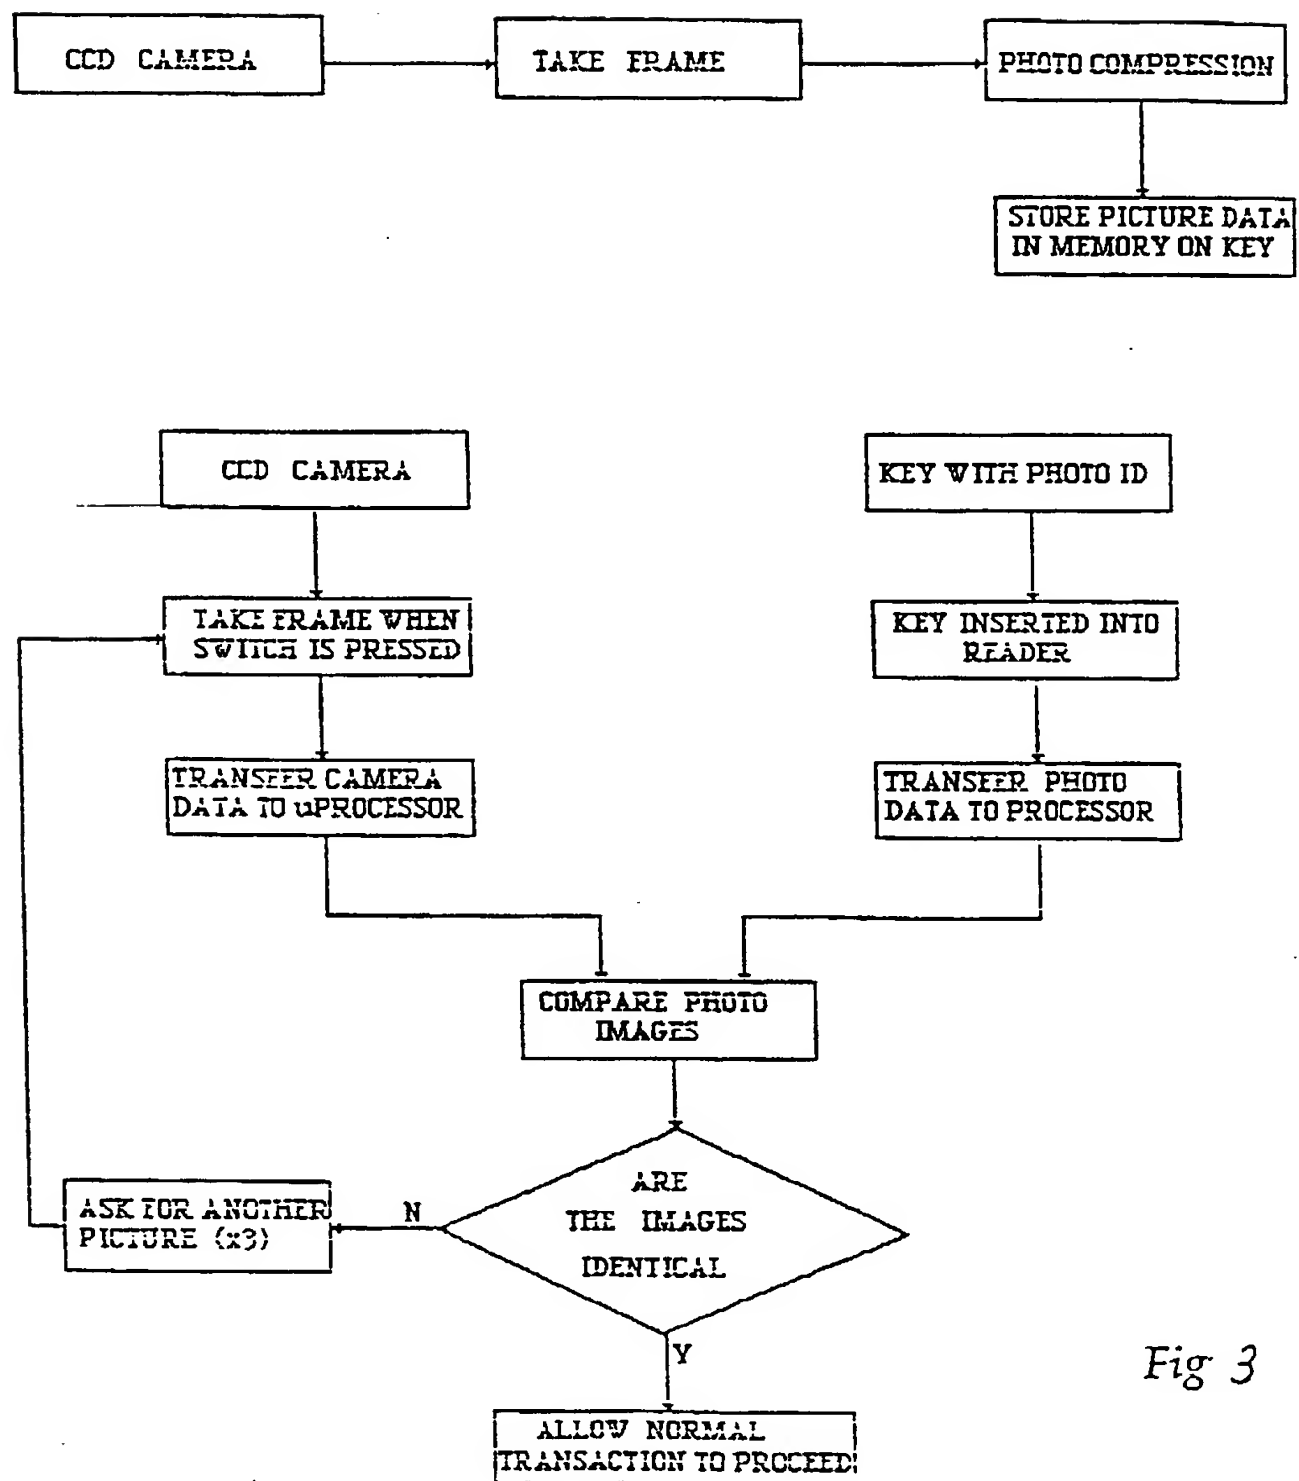 CCD CAMERA
TAKE FRAME
PHOTO COMPRESSION
STORE PICTURE DATA
IN MEMORY ON KEY
CCD CAMERA
KEY WITH PHOTO ID
TAKE FRAME WHEN
SWITCH IS PRESSED
KEY INSERTED INTO
READER
TRANSFER CAMERA
DATA TO uPROCESSOR
TRANSFER PHOTO
DATA TO PROCESSOR
COMPARE PHOTO
IMAGES
ARE
THE IMAGES
IDENTICAL
N
ASK FOR ANOTHER
PICTURE (x3)
Y
Fig 3
ALLOW NORMAL
TRANSACTION TO PROCEED